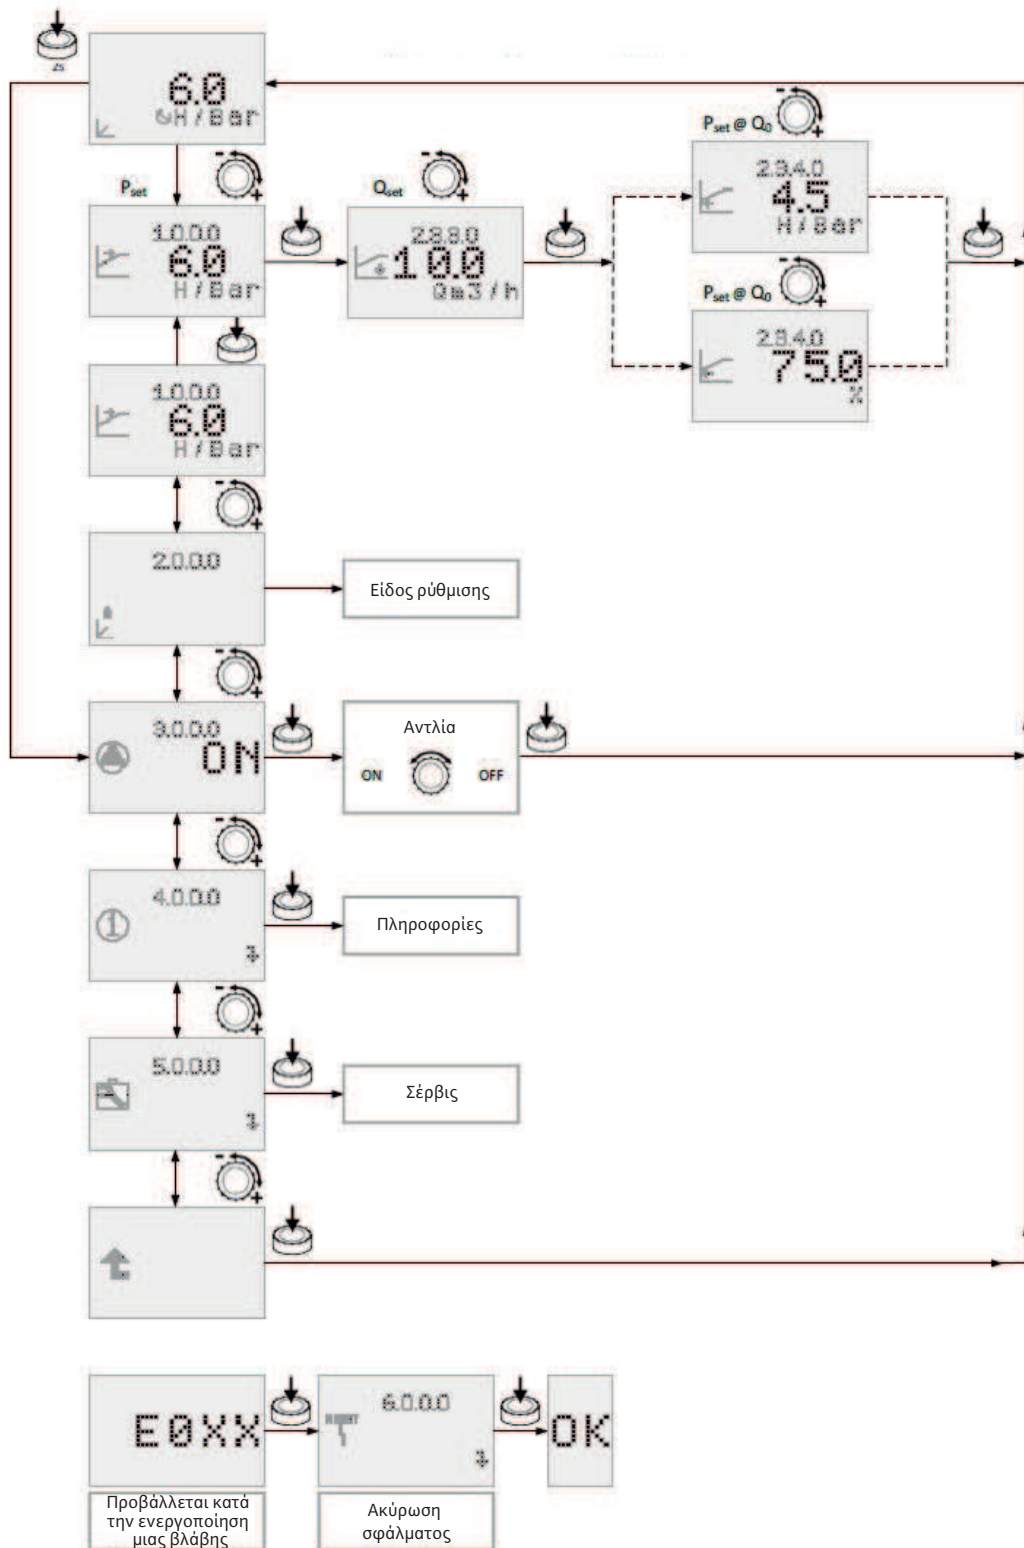 2s
6.0
H/Bar
Pset
1.0.0.0
6.0
H/Bar
Qset
2.3.3.0
10.0
Qm3/h
Pset @ Q0
2.3.4.0
4.5
H/Bar
Pset @ Q0
2.3.4.0
75.0
%
1.0.0.0
6.0
H/Bar
2.0.0.0
Είδος ρύθμισης
3.0.0.0
ON
Αντλία
ON OFF
4.0.0.0
Πληροφορίες
5.0.0.0
Σέρβις
E0XX
6.0.0.0
OK
Προβάλλεται κατά
την ενεργοποίηση
μιας βλάβης
Ακύρωση
σφάλματος